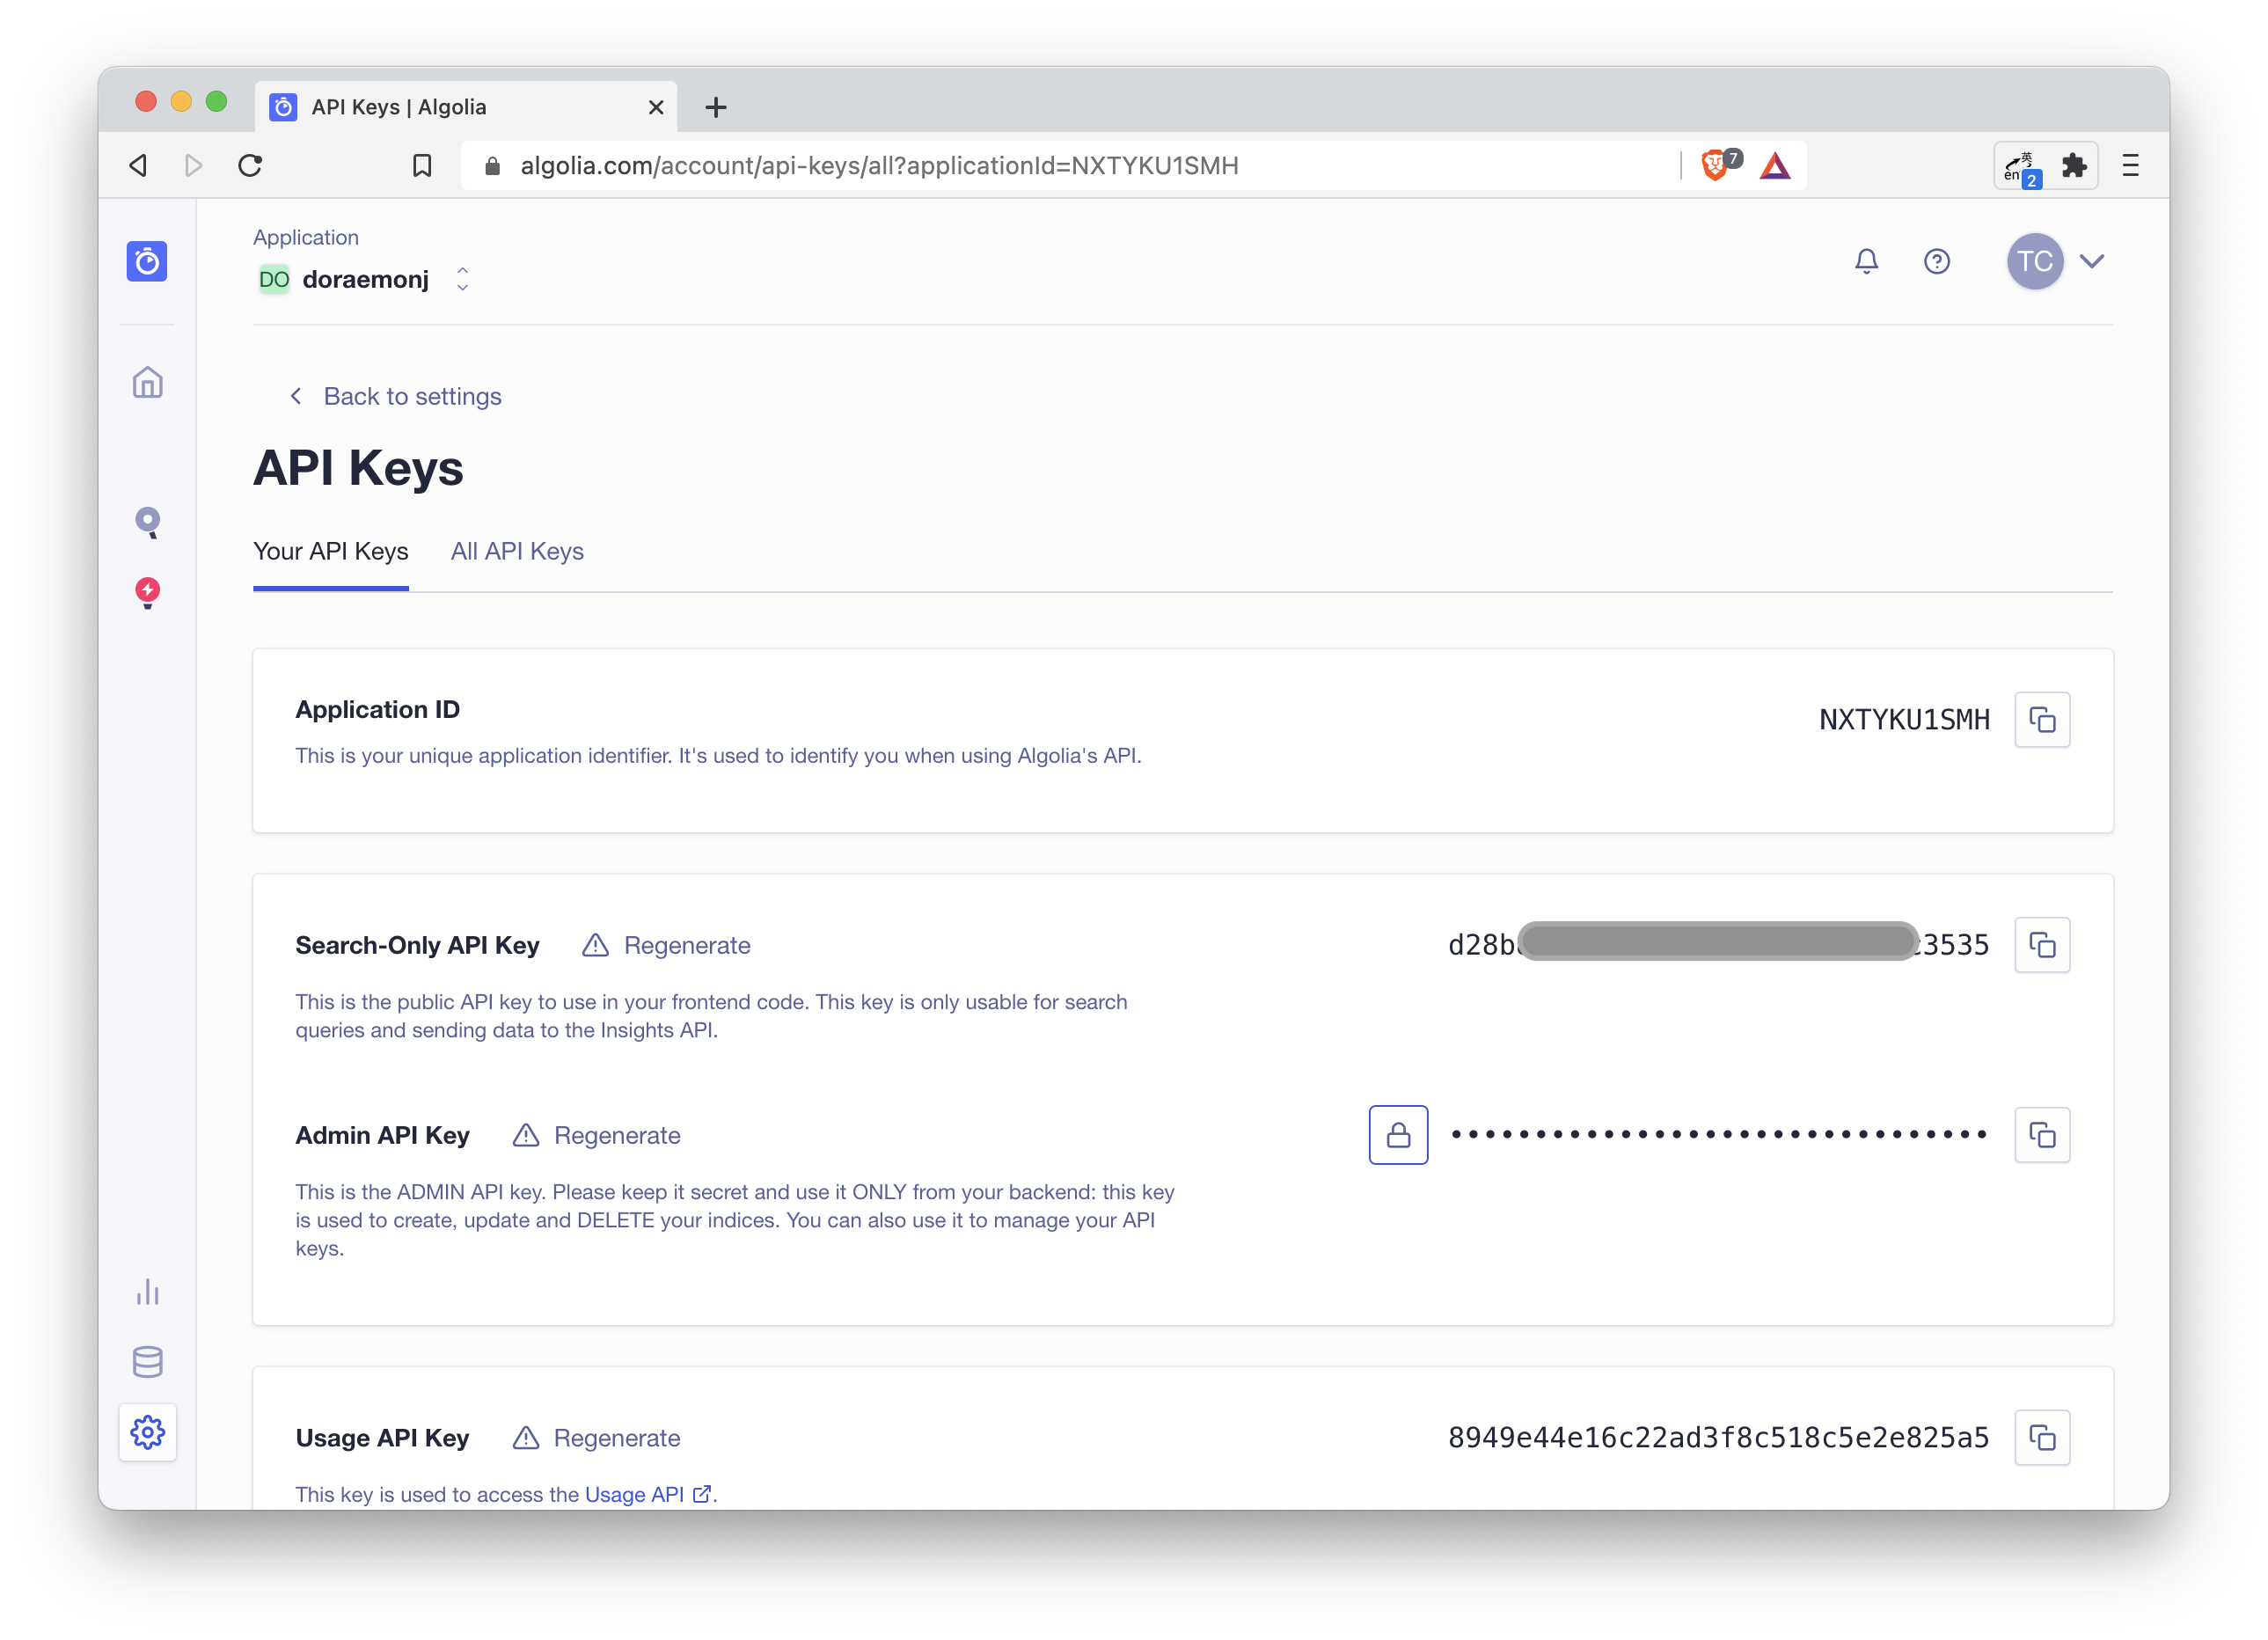 API Keys | Algolia
algolia.com/account/api-keys/all?applicationId=NXTYKU1SMH
7
英
en
2
Application
DO doraemonj
TC
Back to settings
API Keys
Your API Keys All API Keys
Application ID
NXTYKU1SMH
This is your unique application identifier. It's used to identify you when using Algolia's API.
Search-Only API Key Regenerate
d28b 3535
This is the public API key to use in your frontend code. This key is only usable for search
queries and sending data to the Insights API.
Admin API Key Regenerate
••••••••••••••••••••••••••••••••
This is the ADMIN API key. Please keep it secret and use it ONLY from your backend: this key
is used to create, update and DELETE your indices. You can also use it to manage your API
keys.
Usage API Key Regenerate
8949e44e16c22ad3f8c518c5e2e825a5
This key is used to access the Usage API.